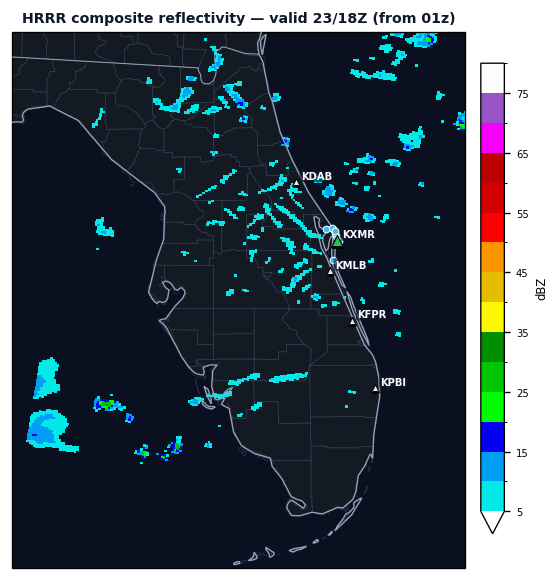 HRRR composite reflectivity — valid 23/18Z (from 01z)
KDAB
KXMR
KMLB
KFPR
KPBI
75
65
55
45
35
25
15
5
dBZ